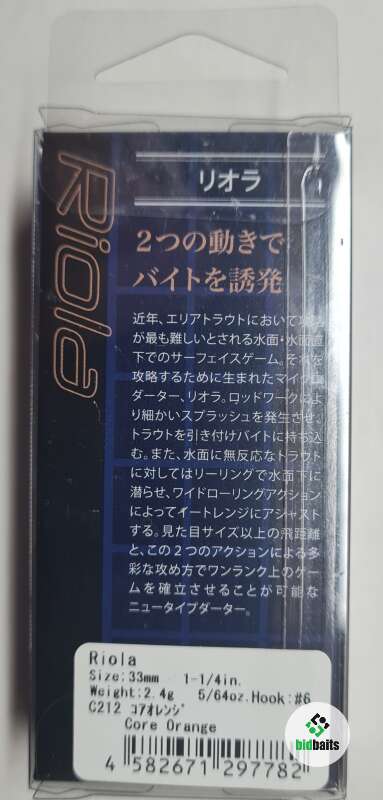 Riola
リオラ
2つの動きで
バイトを誘発
近年、エリアトラウトにおいて攻略
が最も難しいとされる水面・水面直
下でのサーフェイスゲーム。それを
攻略するために生まれたマイクロ
ダーター、リオラ。ロッドワークによ
り細かいスプラッシュを発生させ、
トラウトを引き付けバイトに持ち込
む。また、水面に無反応なトラウト
に対してはリーリングで水面下に
潜らせ、ワイドローリングアクション
によってイートレンジにアジャスト
する。見た目サイズ以上の飛距離
と、この2つのアクションによる多
彩な攻め方でワンランク上のゲー
ムを確立させることが可能な
ニュータイプダーター。
Riola
Size:33mm 1-1/4in.
Weight:2.4g 5/64oz. Hook:#6
C212 コアオレンジ
Core Orange
4 582671 297782
bidbaits